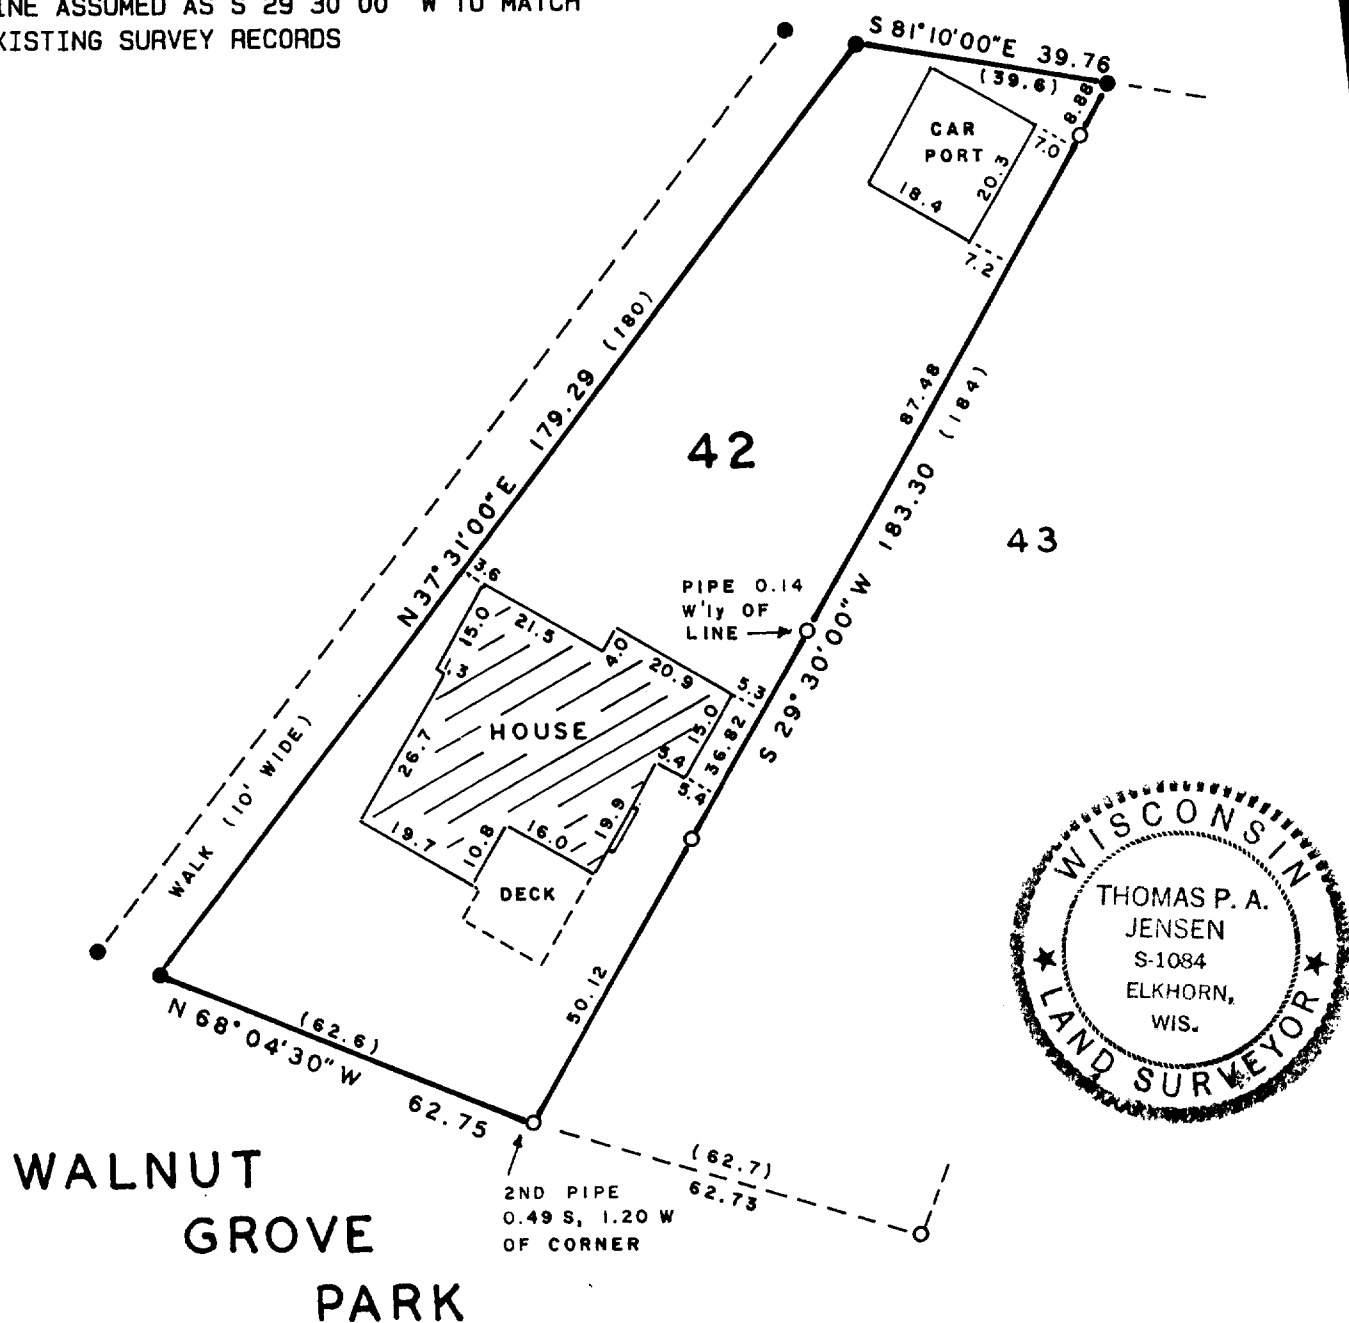 INE ASSUMED AS S 29 30 00 W TO MATCH
XISTING SURVEY RECORDS
S 81°10'00"E 39.76
(39.6)
8.88
CAR
PORT
7.0
20.3
18.4
7.2
N 37°31'00"E 179.29 (180)
87.48
S 29°30'00"W 183.30 (184)
42
43
PIPE 0.14
W'ly OF
LINE
3.6
15.0
21.5
4.0
20.9
5.3
1.3
HOUSE
15.0
36.82
26.7
5.4
5.4
19.9
19.7
10.8
16.0
DECK
WALK (10' WIDE)
50.12
N 68°04'30"W 62.75
(62.6)
2ND PIPE
0.49 S, 1.20 W
OF CORNER
(62.7)
62.73
WISCONSIN
THOMAS P. A.
JENSEN
S-1084
ELKHORN,
WIS.
★ LAND SURVEYOR ★
WALNUT
GROVE
PARK